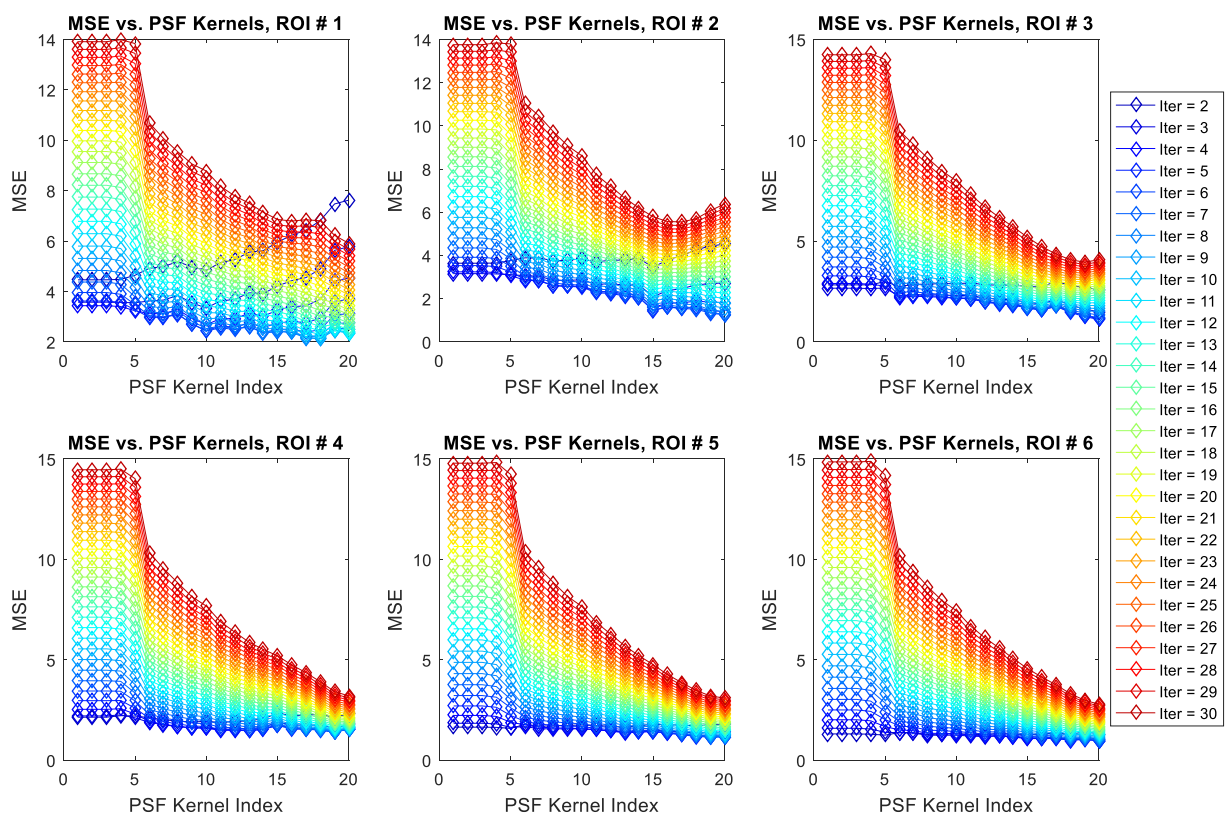 MSE vs. PSF Kernels, ROI # 1
14
12
10
8
6
4
2
MSE
0
5
10
15
20
PSF Kernel Index
MSE vs. PSF Kernels, ROI # 2
14
12
10
8
6
4
2
0
MSE
0
5
10
15
20
PSF Kernel Index
MSE vs. PSF Kernels, ROI # 3
15
10
5
0
MSE
0
5
10
15
20
PSF Kernel Index
MSE vs. PSF Kernels, ROI # 4
15
10
5
0
MSE
0
5
10
15
20
PSF Kernel Index
MSE vs. PSF Kernels, ROI # 5
15
10
5
0
MSE
0
5
10
15
20
PSF Kernel Index
MSE vs. PSF Kernels, ROI # 6
15
10
5
0
MSE
0
5
10
15
20
PSF Kernel Index
Iter = 2
Iter = 3
Iter = 4
Iter = 5
Iter = 6
Iter = 7
Iter = 8
Iter = 9
Iter = 10
Iter = 11
Iter = 12
Iter = 13
Iter = 14
Iter = 15
Iter = 16
Iter = 17
Iter = 18
Iter = 19
Iter = 20
Iter = 21
Iter = 22
Iter = 23
Iter = 24
Iter = 25
Iter = 26
Iter = 27
Iter = 28
Iter = 29
Iter = 30